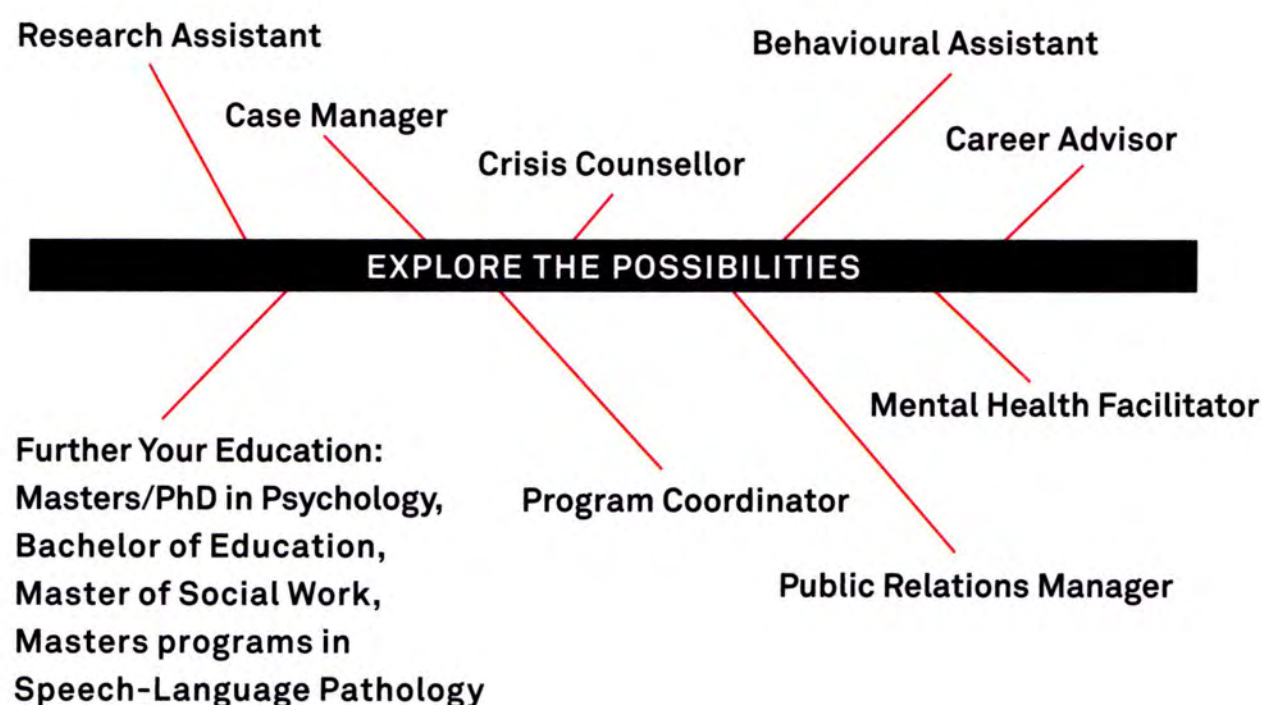 Research Assistant
Behavioural Assistant
Case Manager
Career Advisor
Crisis Counsellor
EXPLORE THE POSSIBILITIES
Mental Health Facilitator
Further Your Education:
Masters/PhD in Psychology,
Bachelor of Education,
Master of Social Work,
Masters programs in
Speech-Language Pathology
Program Coordinator
Public Relations Manager